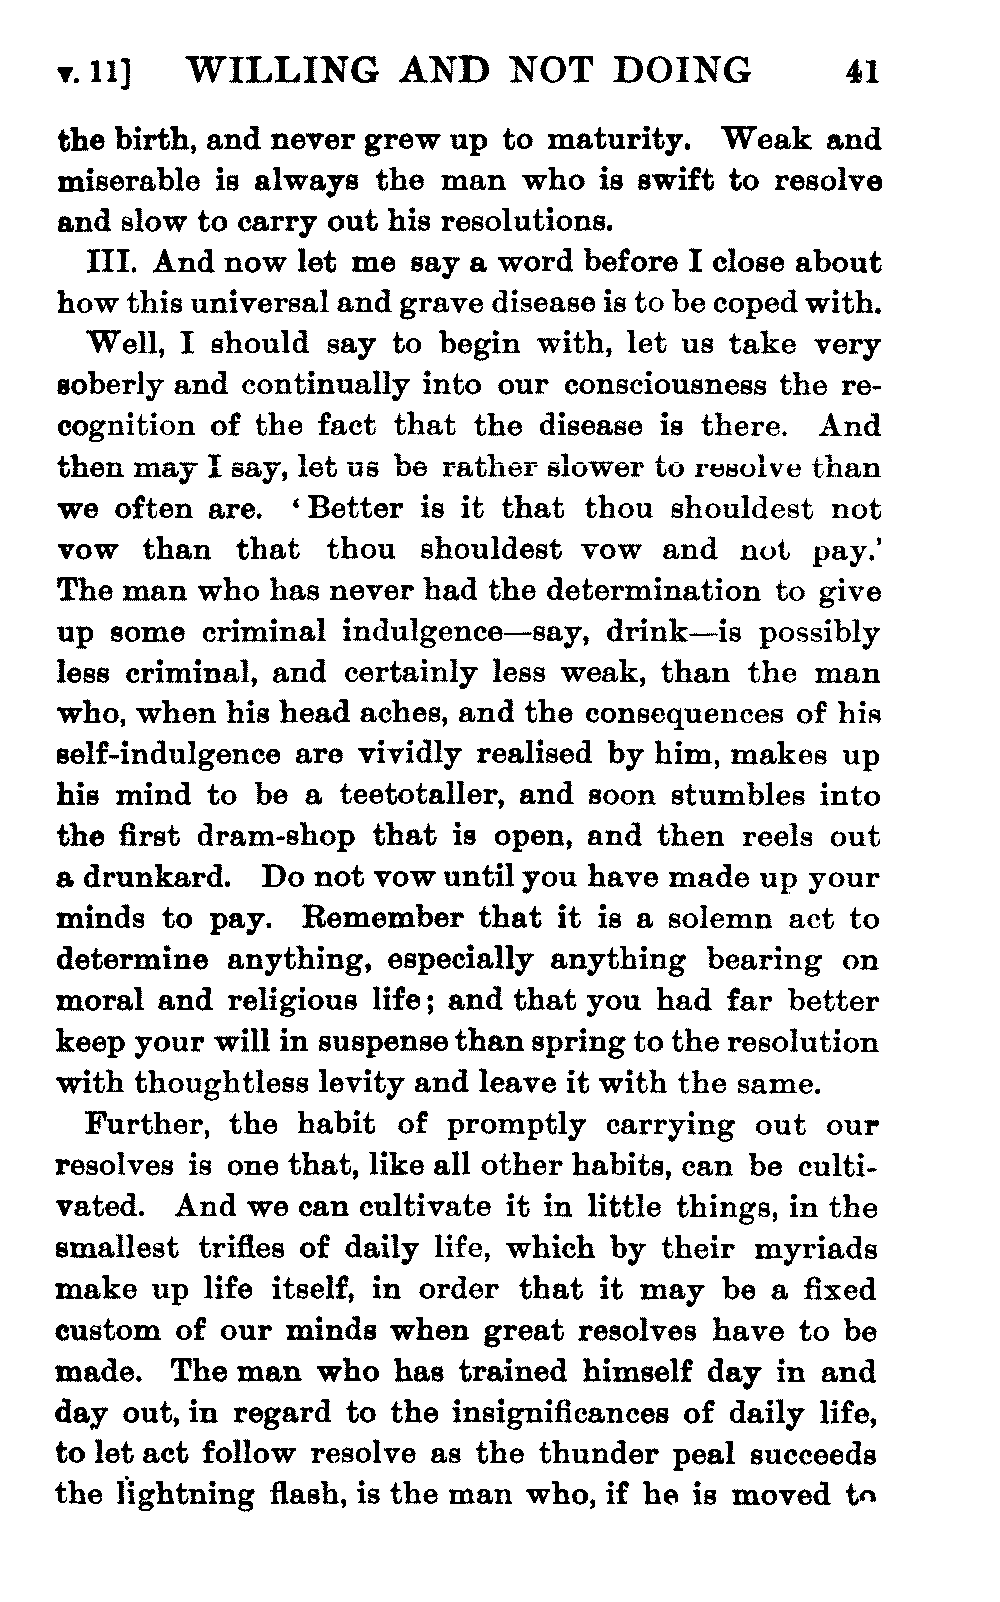 v. 11] WILLING AND NOT DOING 41
the birth, and never grew up to maturity. Weak and
miserable is always the man who is swift to resolve
and slow to carry out his resolutions.
III. And now let me say a word before I close about
how this universal and grave disease is to be coped with.
Well, I should say to begin with, let us take very
soberly and continually into our consciousness the re-
cognition of the fact that the disease is there. And
then may I say, let us be rather slower to resolve than
we often are. ‘Better is it that thou shouldest not
vow than that thou shouldest vow and not pay.’
The man who has never had the determination to give
up some criminal indulgence—say, drink—is possibly
less criminal, and certainly less weak, than the man
who, when his head aches, and the consequences of his
self-indulgence are vividly realised by him, makes up
his mind to be a teetotaller, and soon stumbles into
the first dram-shop that is open, and then reels out
a drunkard. Do not vow until you have made up your
minds to pay. Remember that it is a solemn act to
determine anything, especially anything bearing on
moral and religious life; and that you had far better
keep your will in suspense than spring to the resolution
with thoughtless levity and leave it with the same.
Further, the habit of promptly carrying out our
resolves is one that, like all other habits, can be culti-
vated. And we can cultivate it in little things, in the
smallest trifles of daily life, which by their myriads
make up life itself, in order that it may be a fixed
custom of our minds when great resolves have to be
made. The man who has trained himself day in and
day out, in regard to the insignificances of daily life,
to let act follow resolve as the thunder peal succeeds
the lightning flash, is the man who, if he is moved to